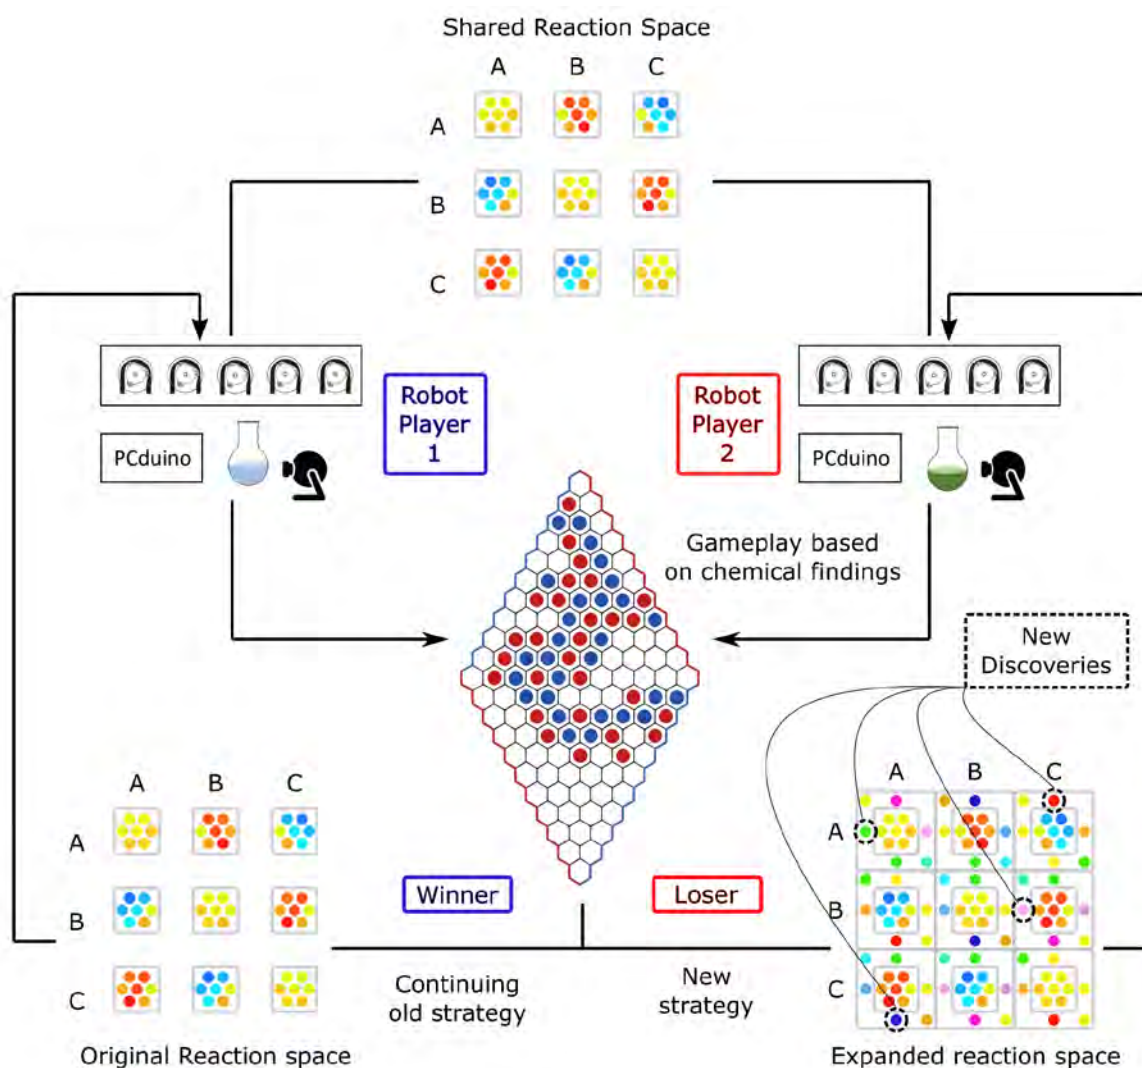 Shared Reaction Space
A B C
A
B
C
Robot
Player
1
Robot
Player
2
PCduino
PCduino
Gameplay based
on chemical findings
New
Discoveries
A B C
A
B
C
A B C
A
B
C
Winner
Loser
Continuing
old strategy
New
strategy
Original Reaction space
Expanded reaction space